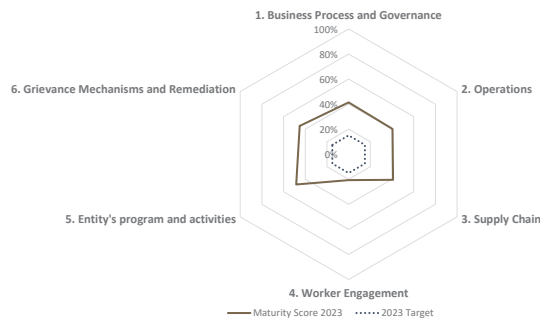 1. Business Process and Governance
100%
80%
60%
6. Grievance Mechanisms and Remediation
2. Operations
40%
20%
0%
5. Entity's program and activities
3. Supply Chain
4. Worker Engagement
Maturity Score 2023
2023 Target